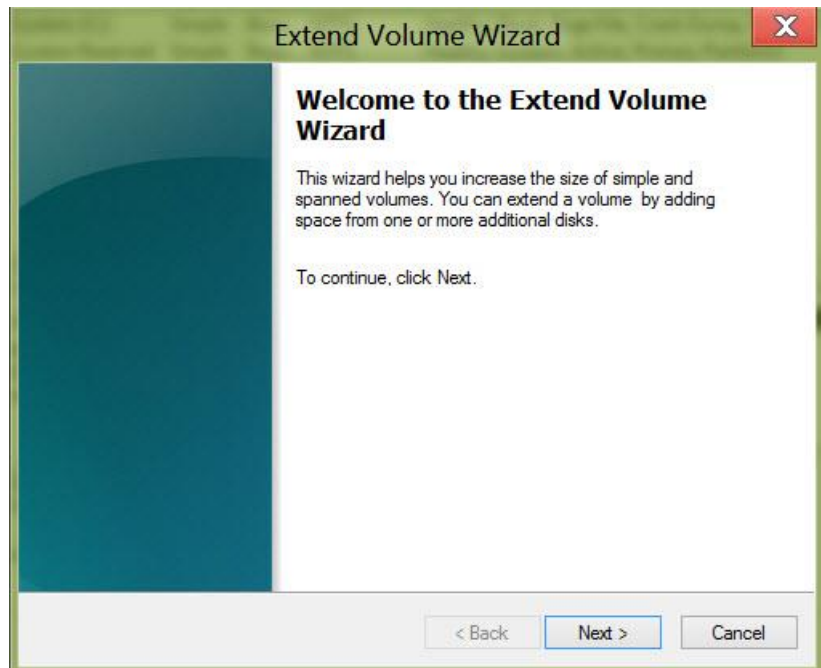 Extend Volume Wizard
X
Welcome to the Extend Volume
Wizard
This wizard helps you increase the size of simple and
spanned volumes. You can extend a volume by adding
space from one or more additional disks.
To continue, click Next.
< Back Next > Cancel